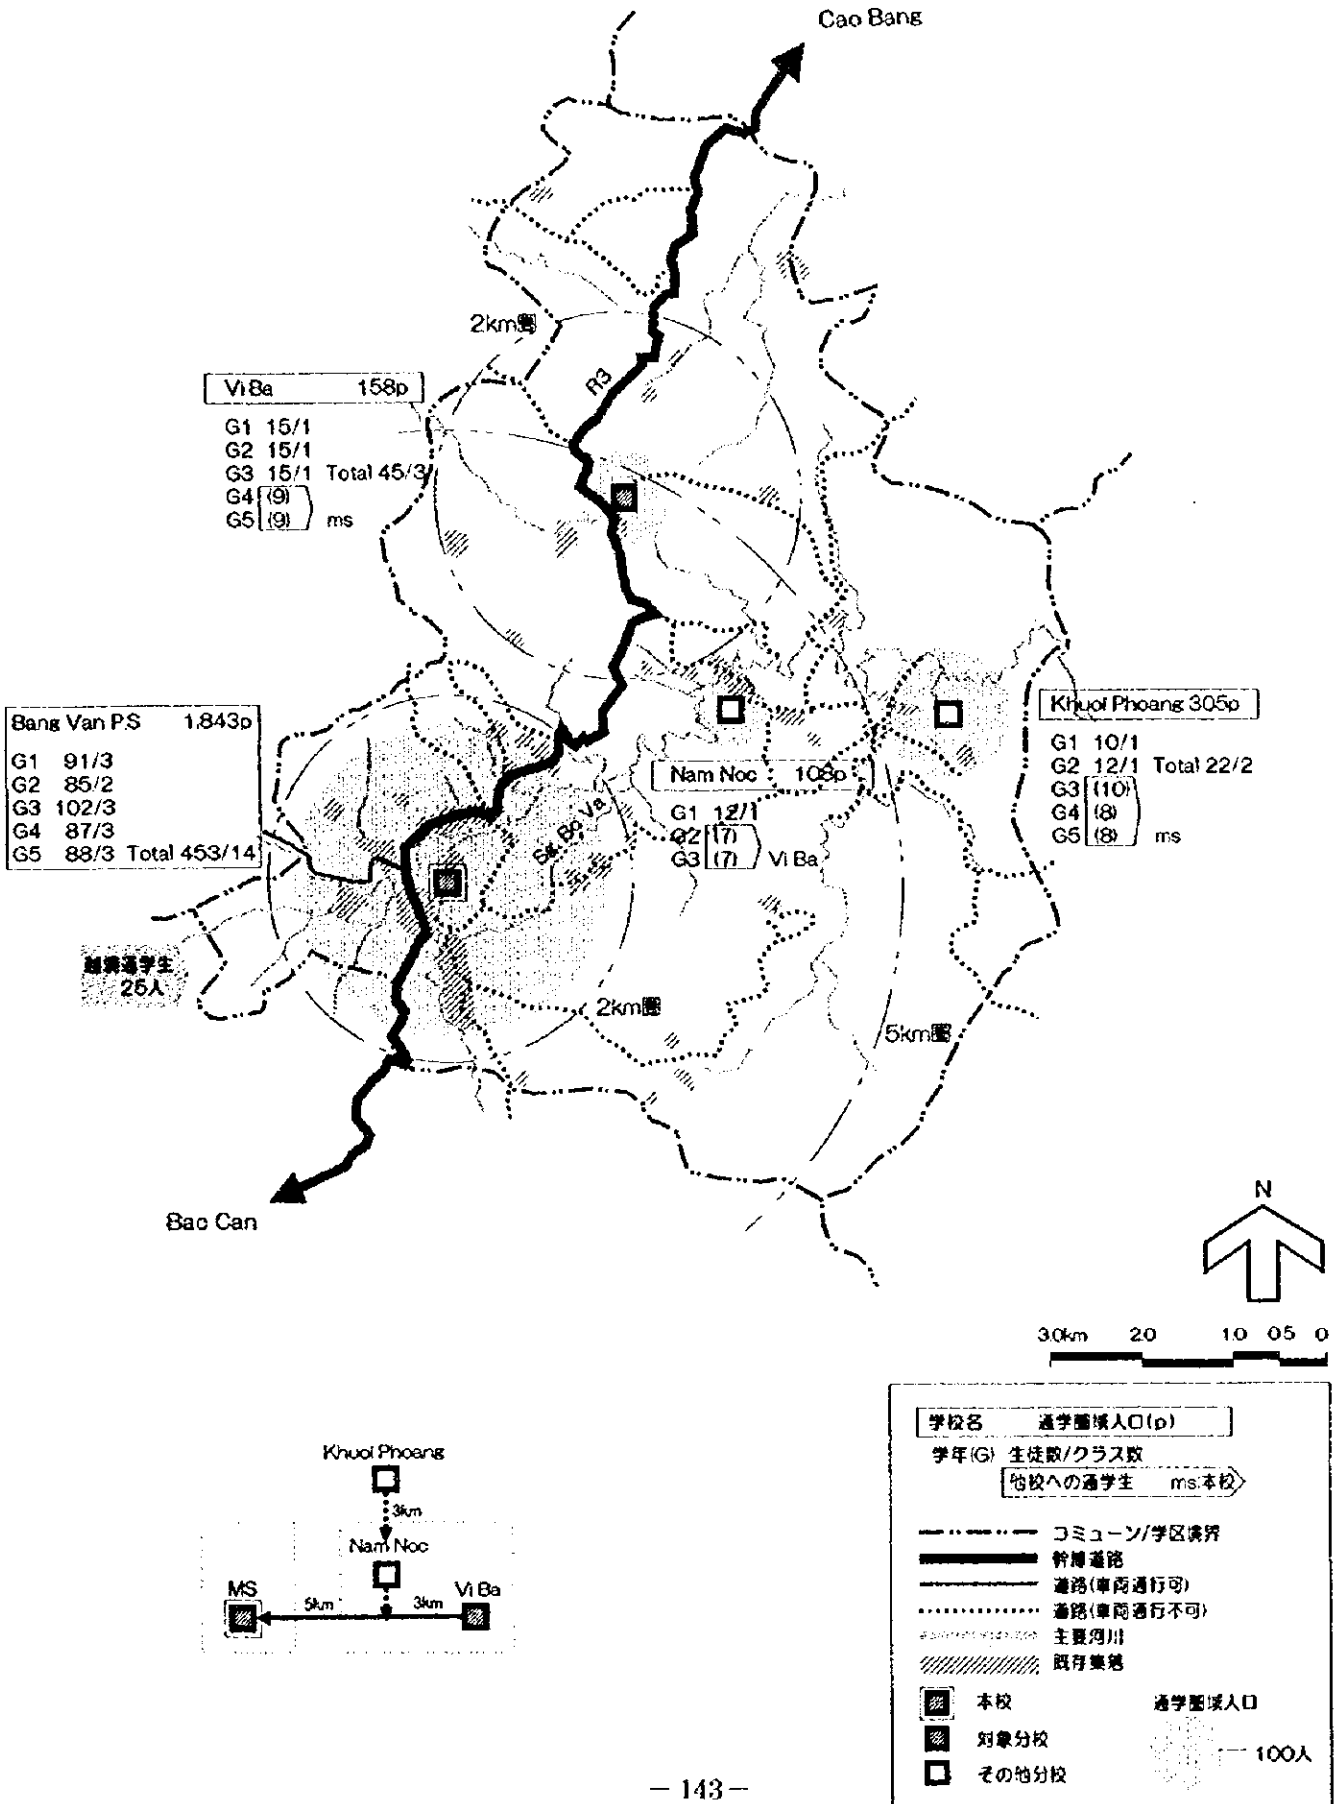 Cao Bang
2km圏
R3
Vi Ba 158p
G1 15/1
G2 15/1
G3 15/1 Total 45/3
G4 (9)
G5 (9) ms
Bang Van P.S 1,843p
G1 91/3
G2 85/2
G3 102/3
G4 87/3
G5 88/3 Total 453/14
Khuoi Phoang 305p
G1 10/1
G2 12/1 Total 22/2
G3 (10)
G4 (8)
G5 (8) ms
Nam Noc 108p
G1 12/1
G2 (7)
G3 (7) Vi Ba
Sg Bo Va
越境通学生
25人
2km圏
5km圏
Bac Can
N
3.0km 2.0 1.0 0.5 0
Khuoi Phoang
3km
Nam Noc
MS
Vi Ba
5km
3km
学校名 通学圏域人口(p)
学年(G) 生徒数/クラス数
他校への通学生 ms:本校
コミューン/学区境界
幹線道路
道路(車両通行可)
道路(車両通行不可)
主要河川
既存集落
本校
対象分校
その他分校
通学圏域人口
100人
— 143 —